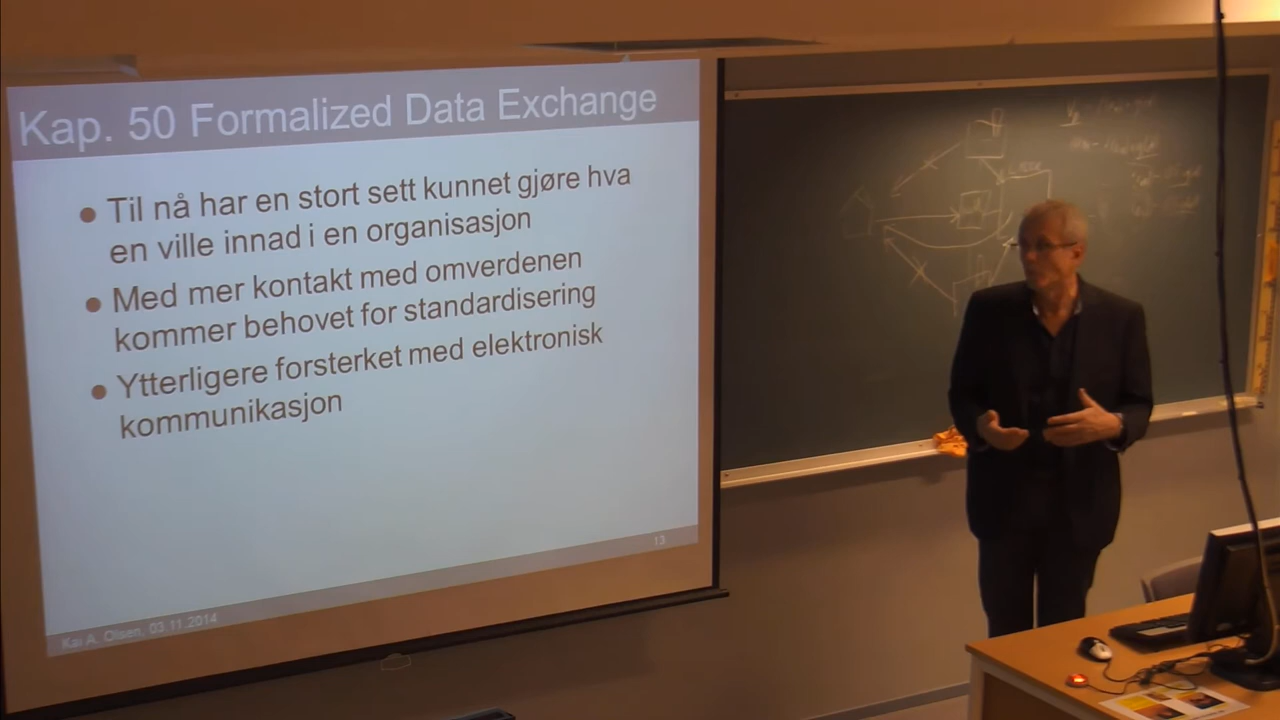 Kap. 50 Formalized Data Exchange
Til nå har en stort sett kunnet gjøre hva
en ville innad i en organisasjon
Med mer kontakt med omverdenen
kommer behovet for standardisering
Ytterligere forsterket med elektronisk
kommunikasjon
13
Kai A. Olsen, 03.11.2014